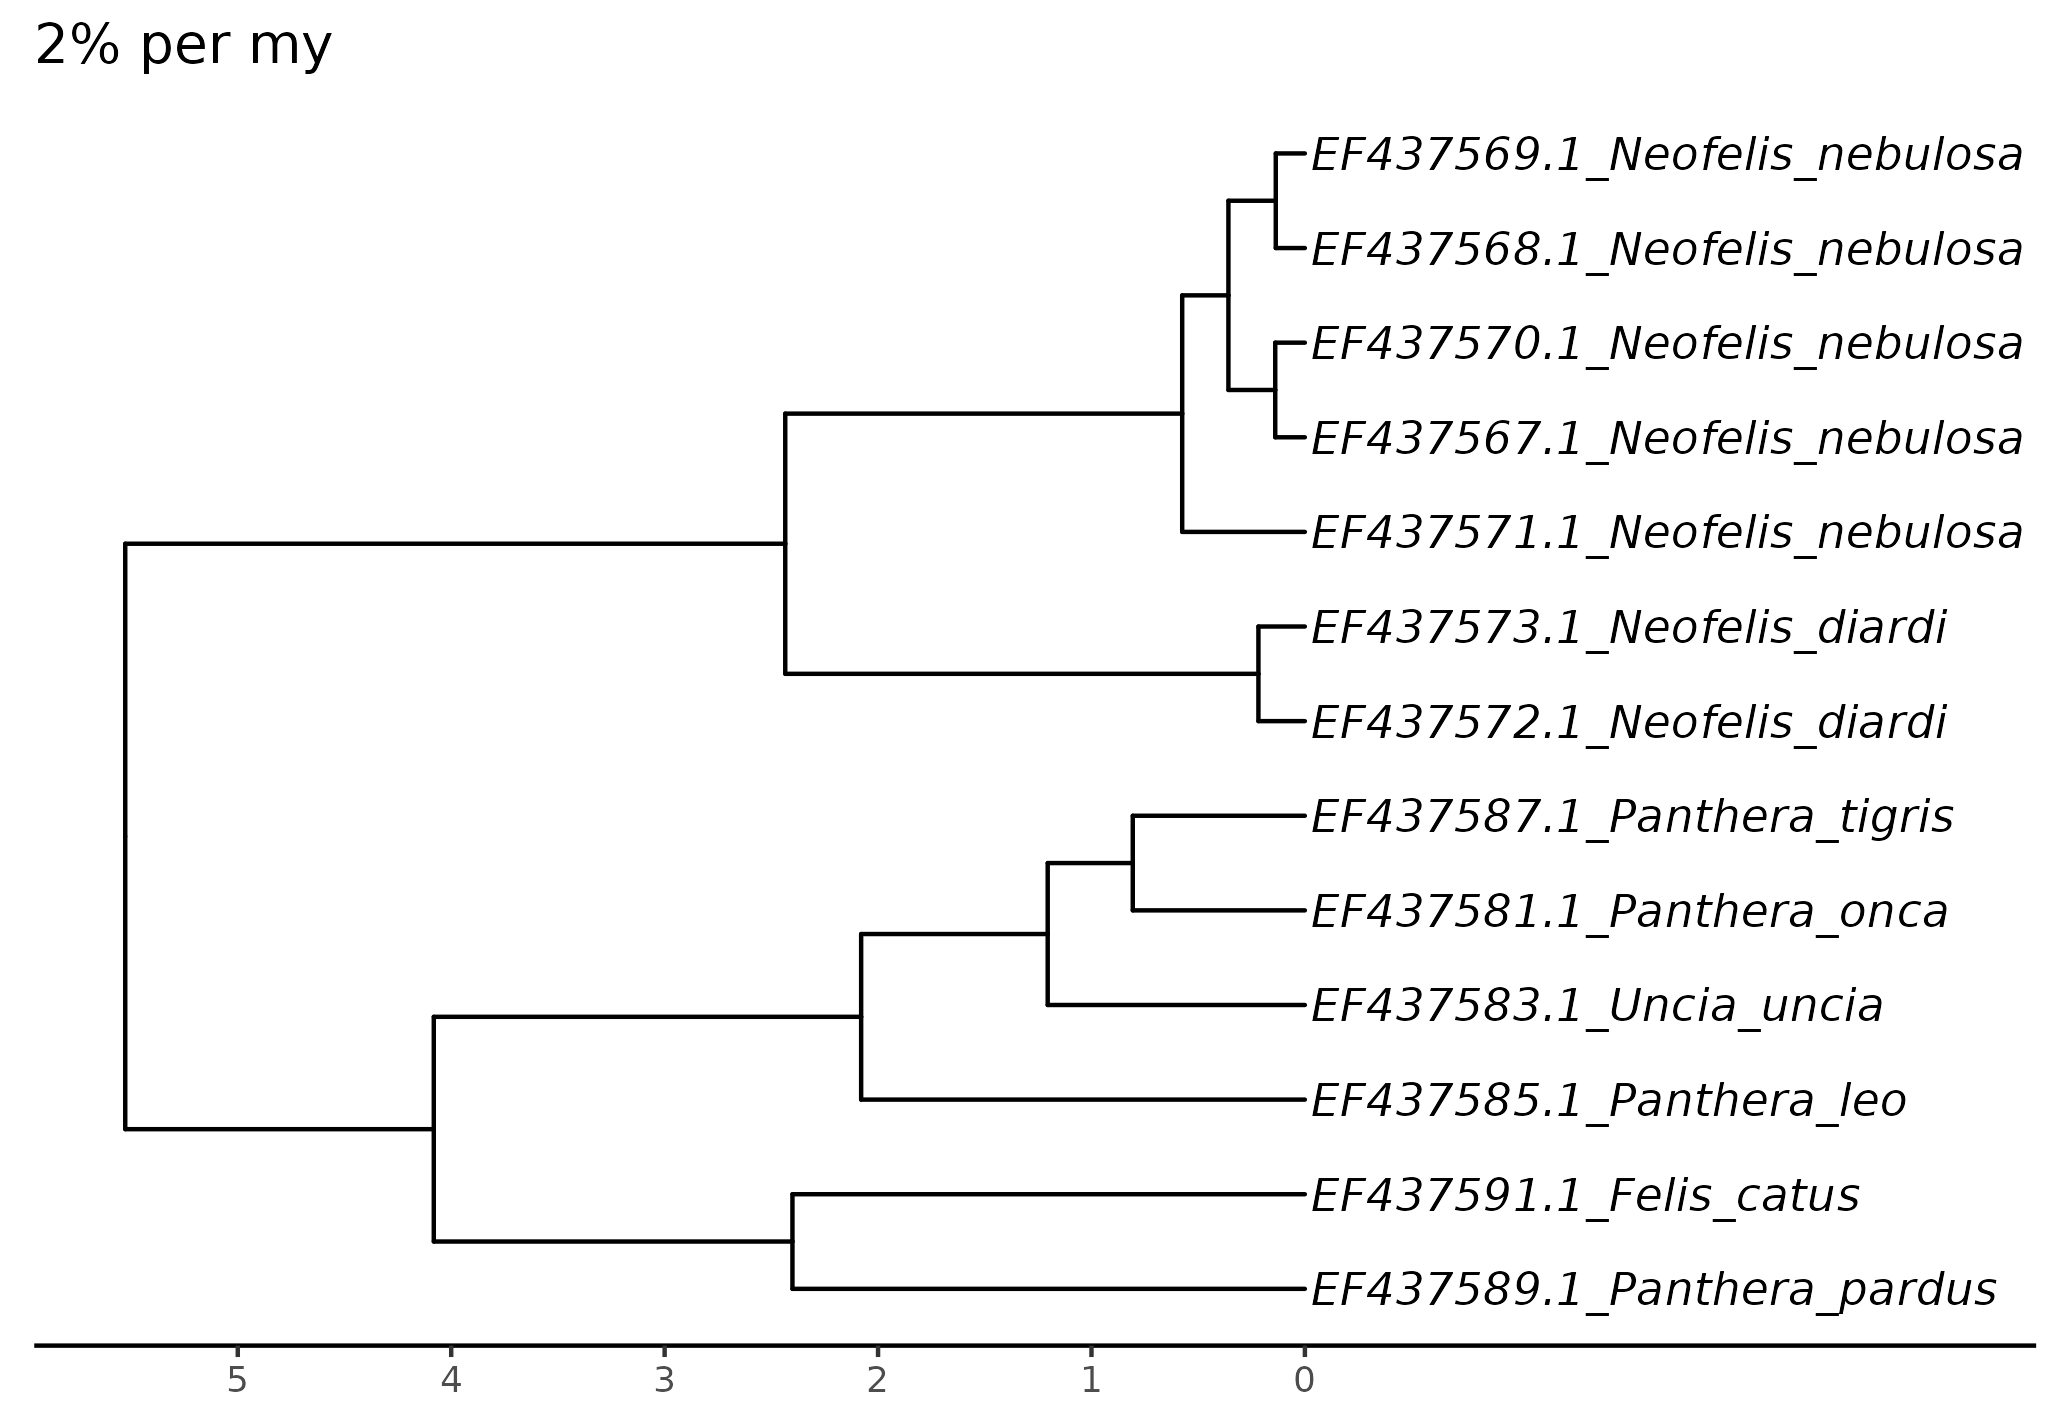 2% per my
EF437569.1_Neofelis_nebulosa
EF437568.1_Neofelis_nebulosa
EF437570.1_Neofelis_nebulosa
EF437567.1_Neofelis_nebulosa
EF437571.1_Neofelis_nebulosa
EF437573.1_Neofelis_diardi
EF437572.1_Neofelis_diardi
EF437587.1_Panthera_tigris
EF437581.1_Panthera_onca
EF437583.1_Uncia_uncia
EF437585.1_Panthera_leo
EF437591.1_Felis_catus
EF437589.1_Panthera_pardus
5 4 3 2 1 0